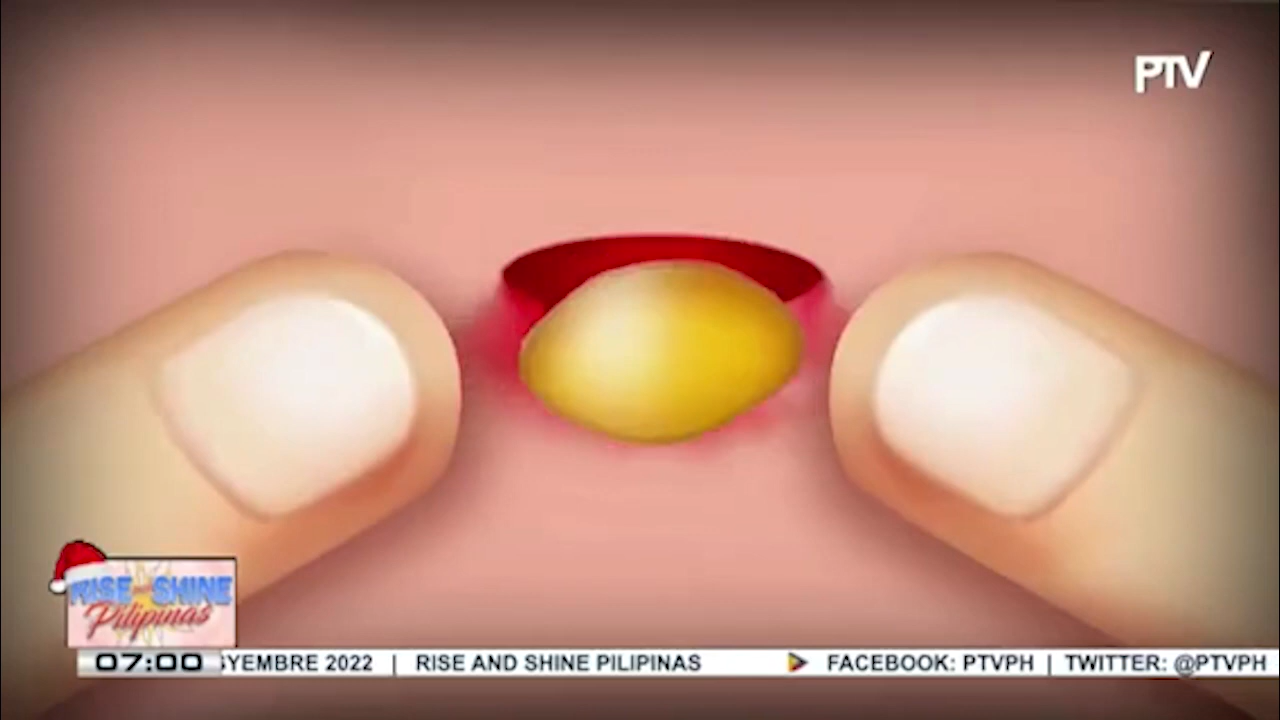 PTV
RISE and SHINE
Pilipinas
07:00 SYEMBRE 2022 | RISE AND SHINE PILIPINAS FACEBOOK: PTVPH | TWITTER: @PTVPH